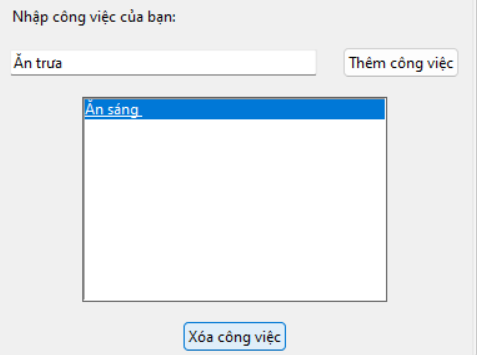 Nhập công việc của bạn:
Ăn trưa
Thêm công việc
Ăn sáng
Xóa công việc